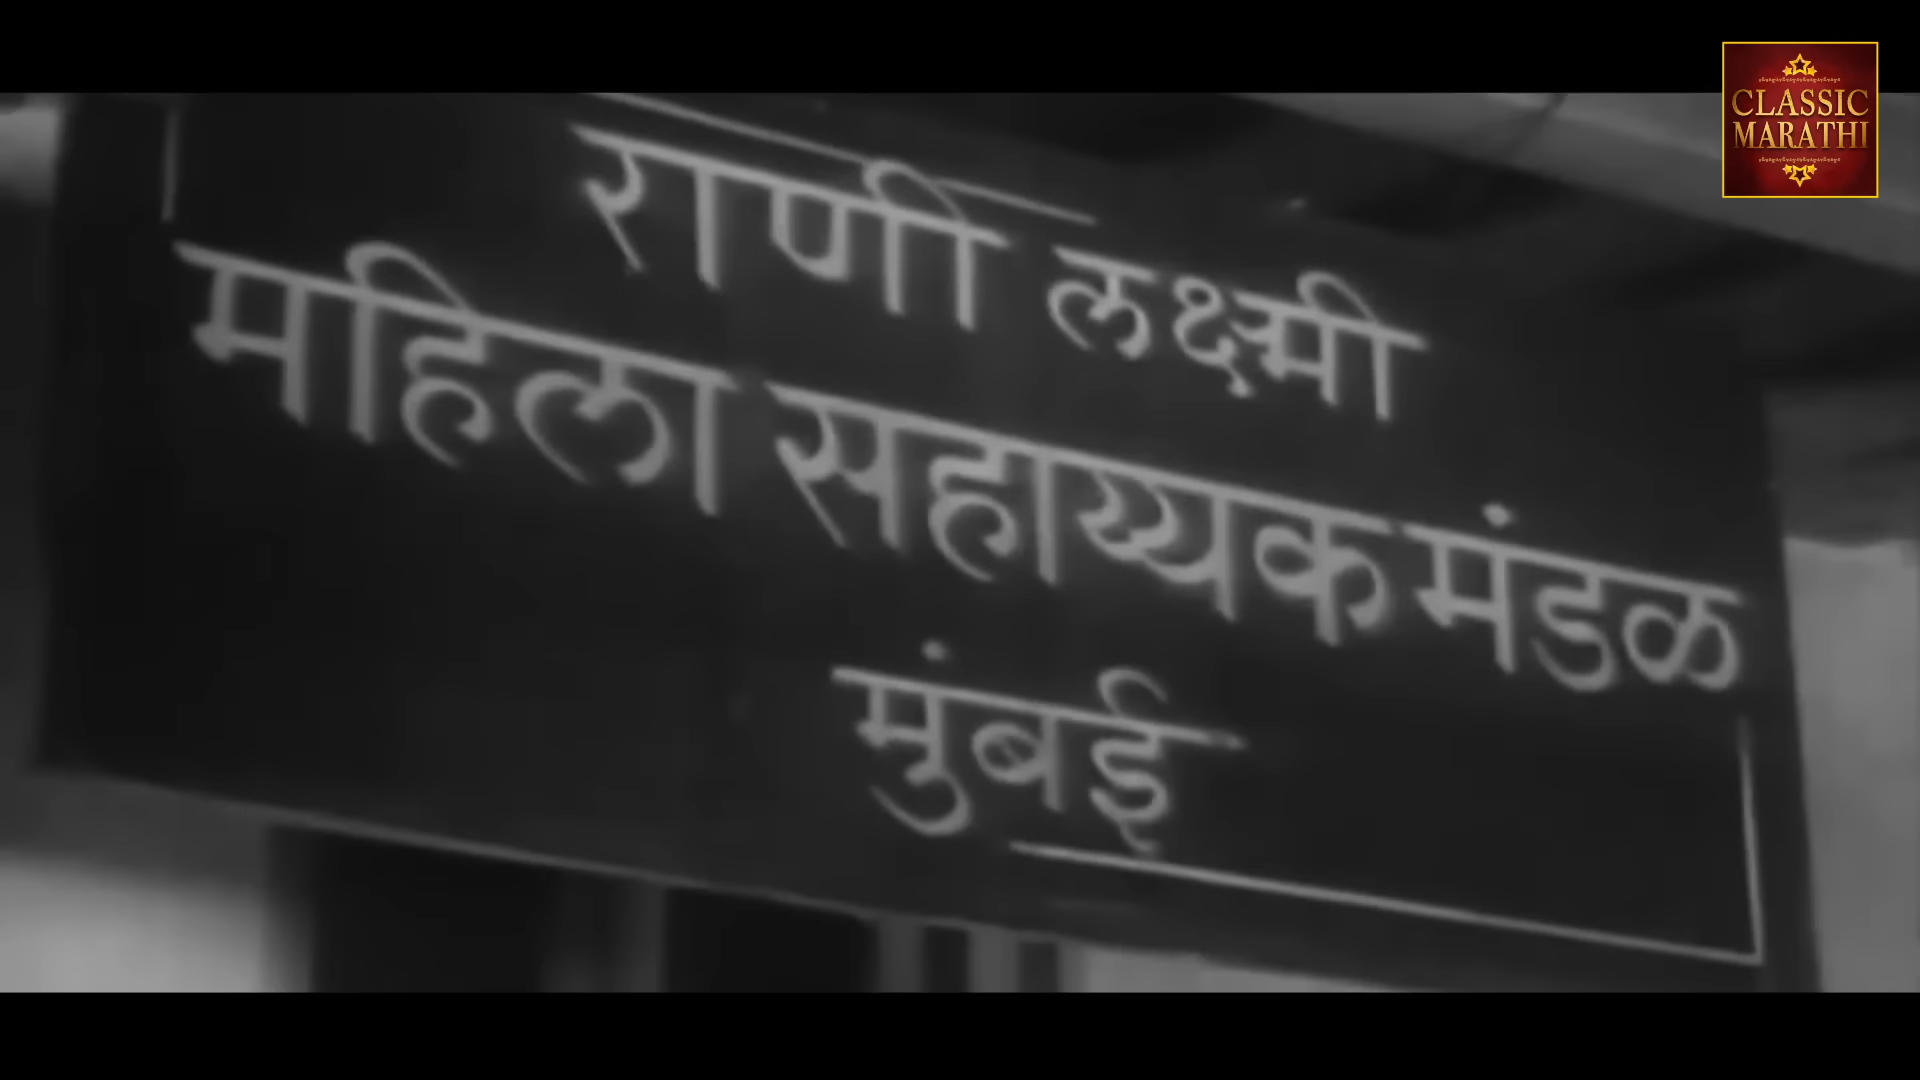 राणी लक्ष्मी
महिला सहाय्यक मंडळ
मुंबई
CLASSIC
MARATHI